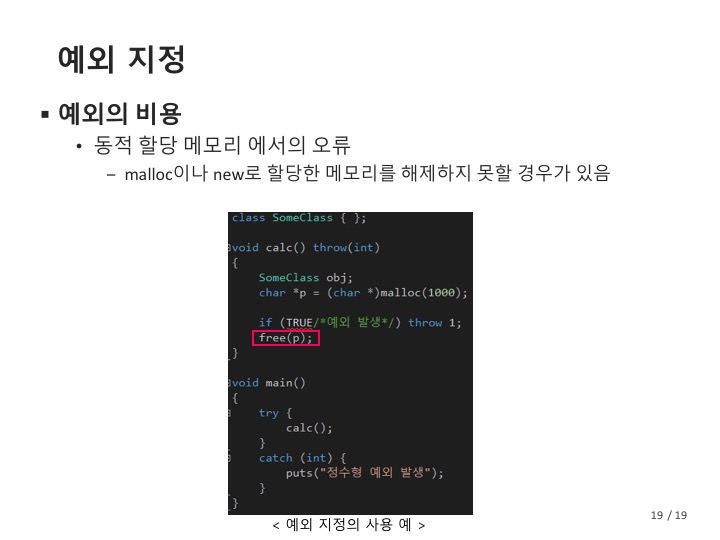 예외 지정
▪ 예외의 비용
• 동적 할당 메모리 에서의 오류
– malloc이나 new로 할당한 메모리를 해제하지 못할 경우가 있음
class SomeClass { };
void calc() throw(int)
{
SomeClass obj;
char *p = (char *)malloc(1000);
if (TRUE/*예외 발생*/) throw 1;
free(p);
}
void main()
{
try {
calc();
}
catch (int) {
puts("정수형 예외 발생");
}
}
< 예외 지정의 사용 예 >
19 / 19